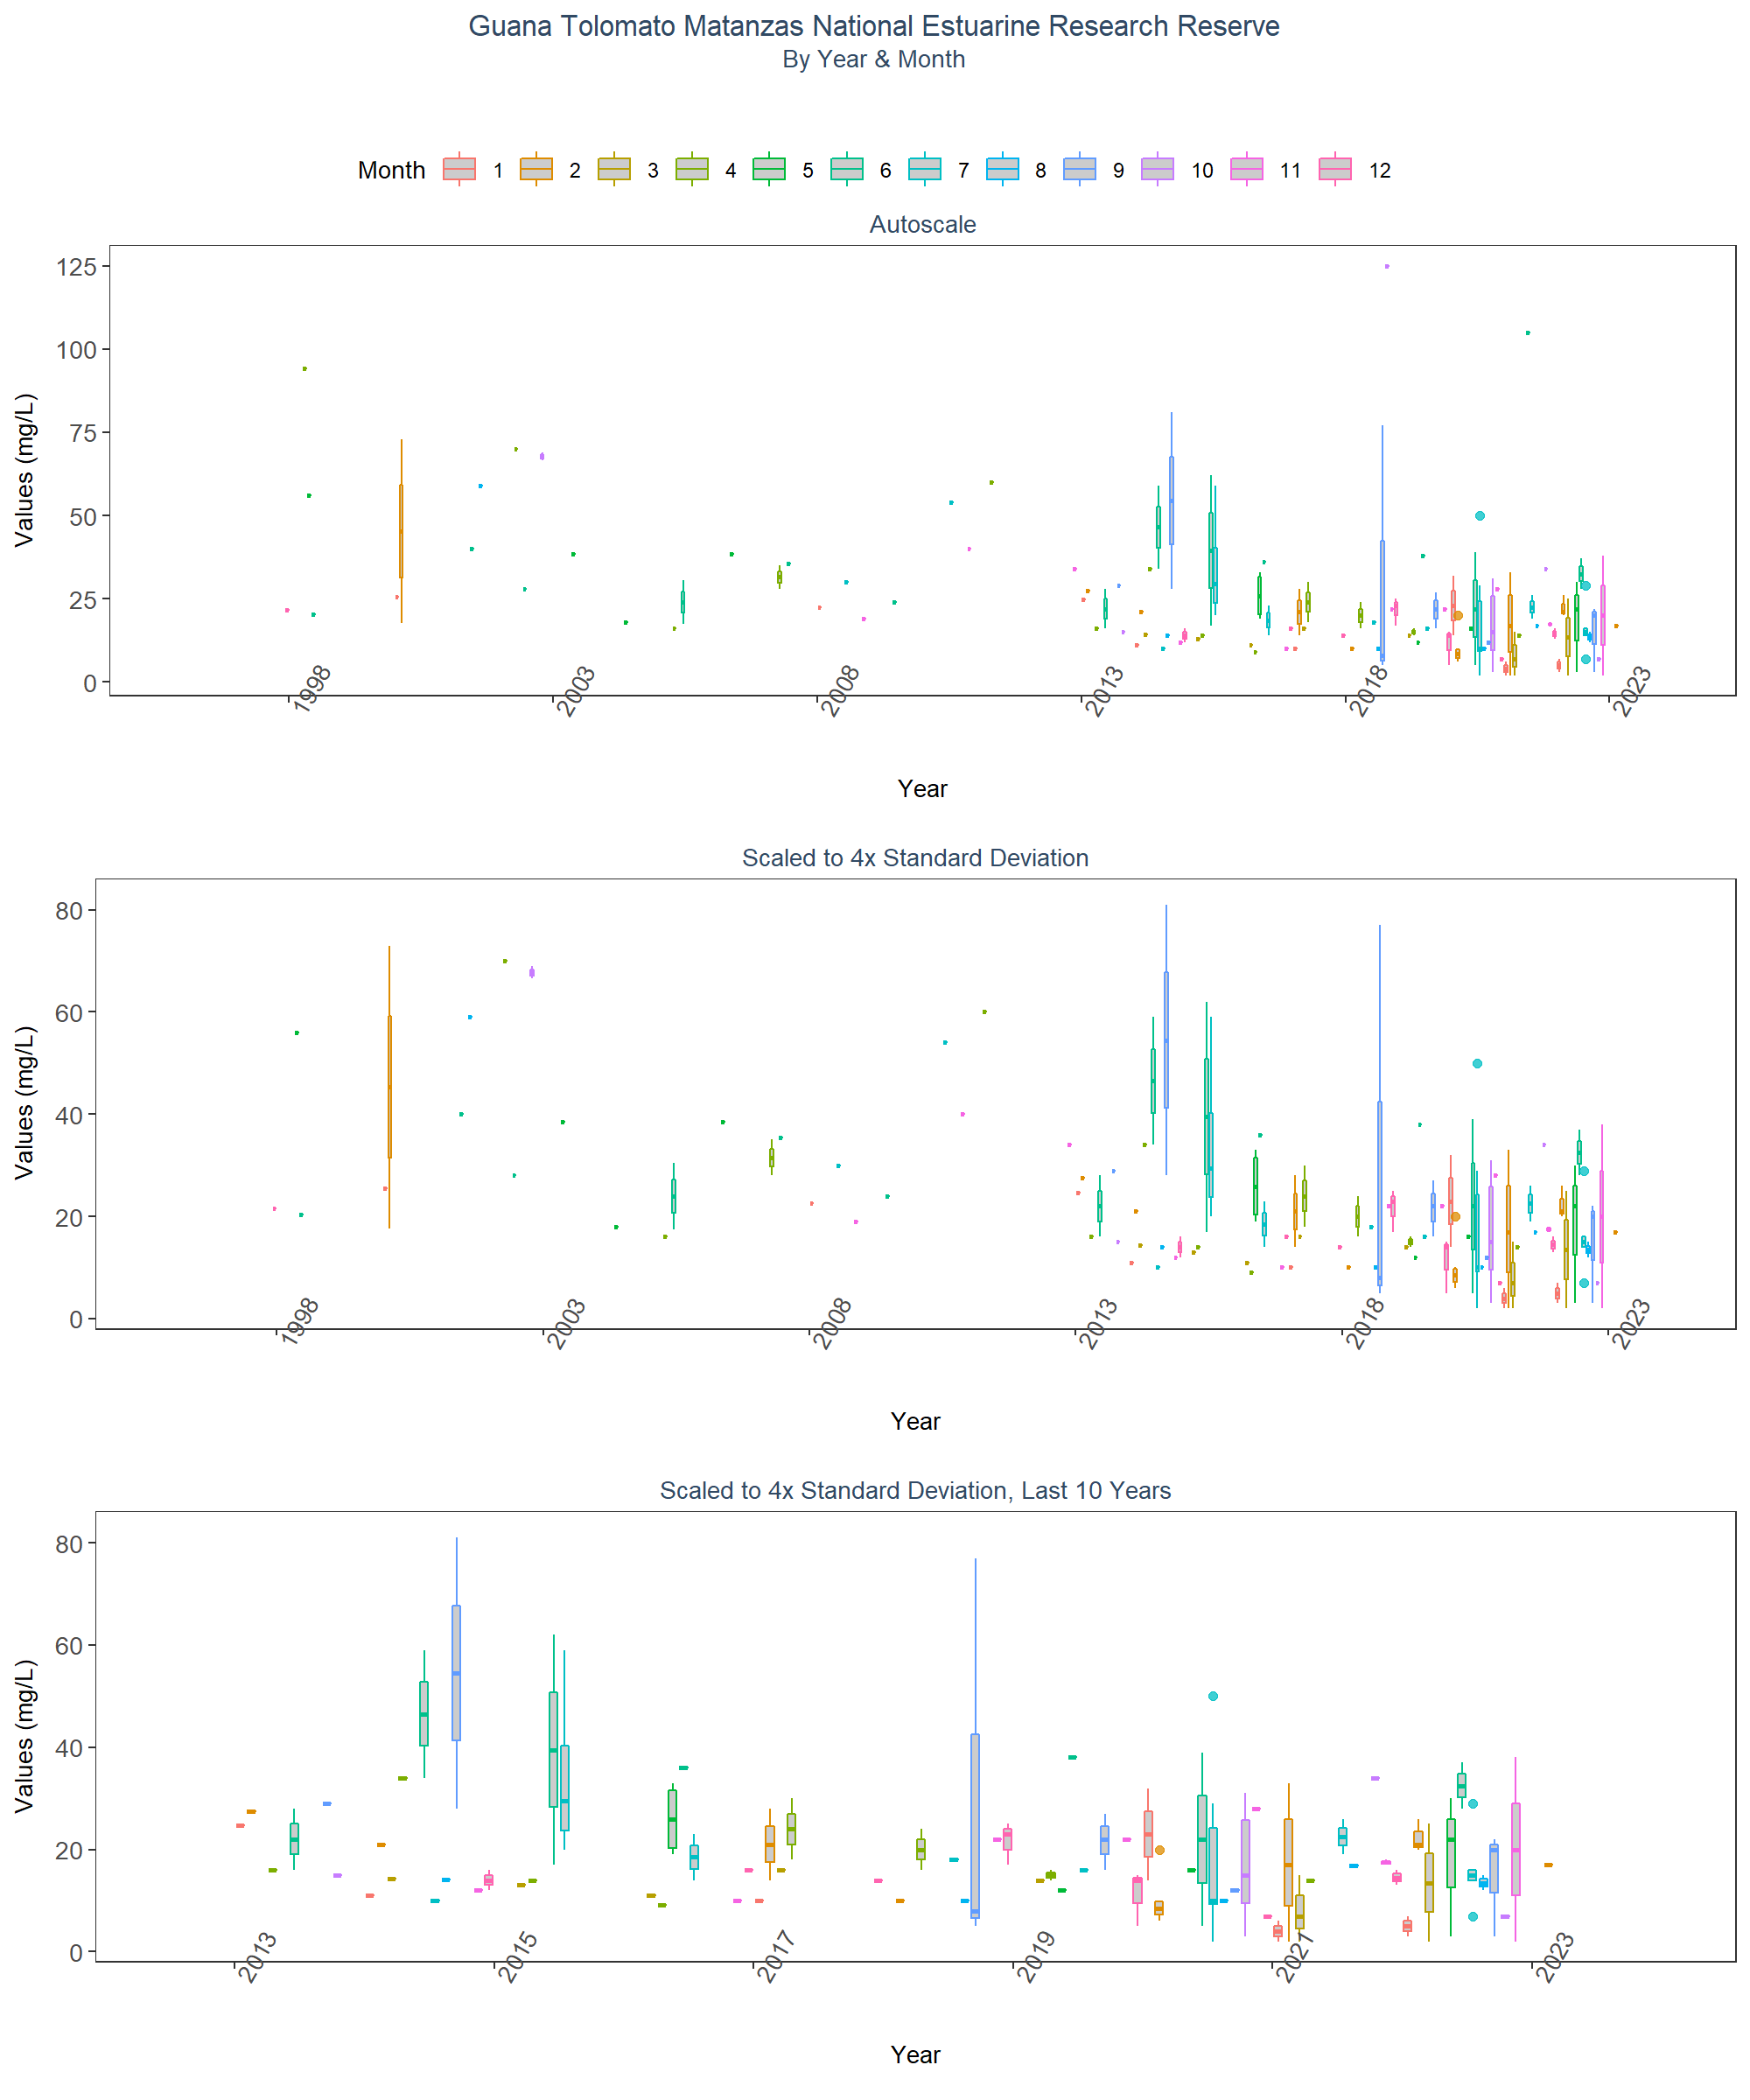 Guana Tolomato Matanzas National Estuarine Research Reserve
By Year & Month
Month 1 2 3 4 5 6 7 8 9 10 11 12
Autoscale
125
100
75
50
25
0
Values (mg/L)
1998 2003 2008 2013 2018 2023
Year
Scaled to 4x Standard Deviation
80
60
40
20
0
Values (mg/L)
1998 2003 2008 2013 2018 2023
Year
Scaled to 4x Standard Deviation, Last 10 Years
80
60
40
20
0
Values (mg/L)
2013 2015 2017 2019 2021 2023
Year